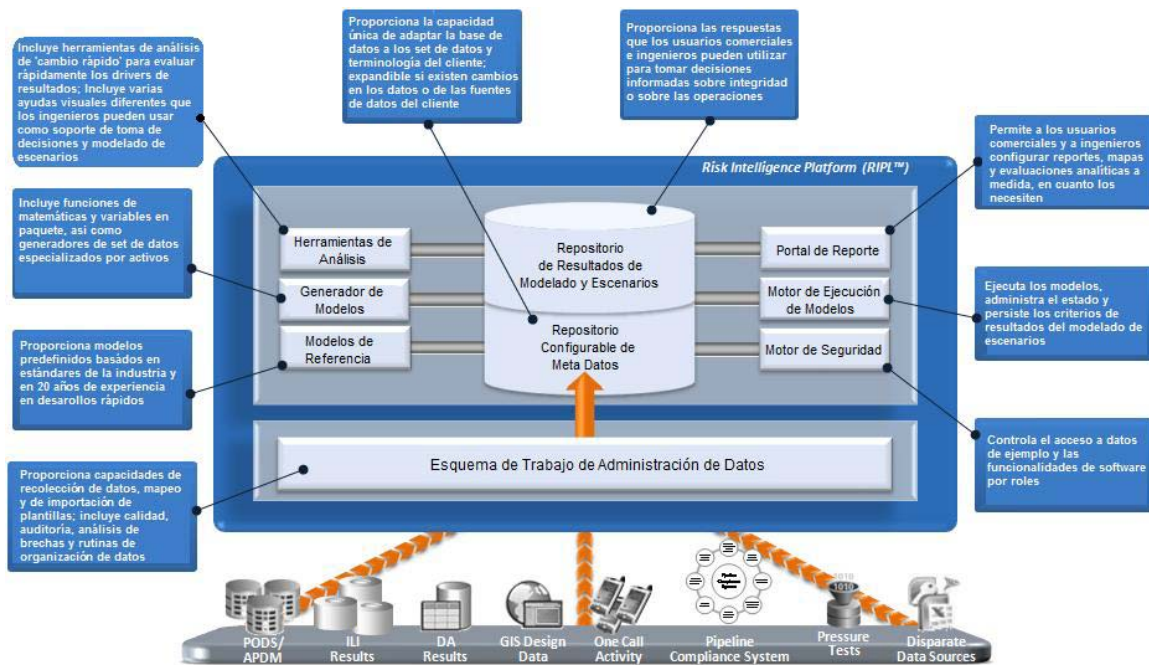 Incluye herramientas de análisis
de 'cambio rápido' para evaluar
rápidamente los drivers de
resultados; Incluye varias
ayudas visuales diferentes que
los ingenieros pueden usar
como soporte de toma de
decisiones y modelado de
escenarios
Proporciona la capacidad
única de adaptar la base de
datos a los set de datos y
terminología del cliente;
expandible si existen cambios
en los datos o de las fuentes
de datos del cliente
Proporciona las respuestas
que los usuarios comerciales
e ingenieros pueden utilizar
para tomar decisiones
informadas sobre integridad
o sobre las operaciones
Permite a los usuarios
comerciales y a ingenieros
configurar reportes, mapas
y evaluaciones analíticas a
medida, en cuanto los
necesiten
Incluye funciones de
matemáticas y variables en
paquete, asi como
generadores de set de datos
especializados por activos
Proporciona modelos
predefinidos basádos en
estándares de la industria y
en 20 años de experiencia
en desarollos rápidos
Proporciona capacidades de
recolección de datos, mapeo
y de importación de
plantillas; incluye calidad,
auditoría, análisis de
brechas y rutinas de
organización de datos
Risk Intelligence Platform (RIPL™)
Herramientas de
Análisis
Generador de
Modelos
Modelos de
Referencia
Repositorio
de Resultados de
Modelado y Escenarios
Repositorio
Configurable de
Meta Datos
Portal de Reporte
Motor de Ejecución
de Modelos
Motor de Seguridad
Esquema de Trabajo de Administración de Datos
Ejecuta los modelos,
administra el estado y
persiste los criterios de
resultados del modelado de
escenarios
Controla el acceso a datos
de ejemplo y las
funcionalidades de software
por roles
Pipeline
Compliance
System
1010
1010
PODS/
APDM
ILI
Results
DA
Results
GIS Design
Data
One Call
Activity
Pipeline
Compliance System
Pressure
Tests
Disparate
Data Sources